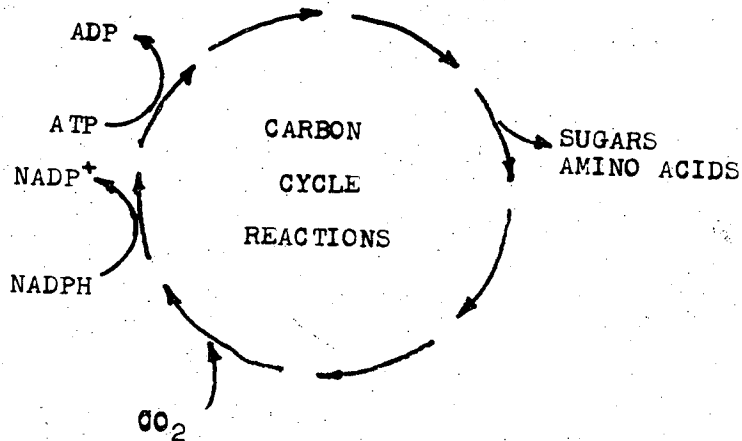 ADP
ATP
NADP⁺
NADPH
CO₂
CARBON
CYCLE
REACTIONS
SUGARS
AMINO ACIDS